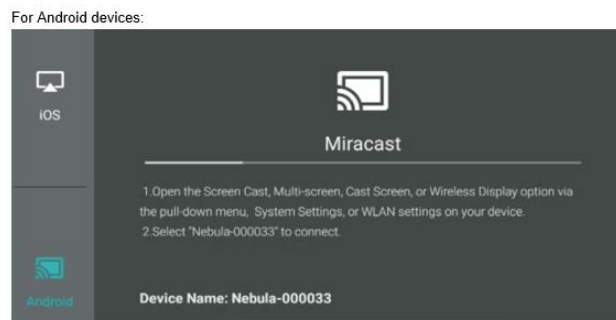 For Android devices:
iOS
Miracast
1.Open the Screen Cast, Multi-screen, Cast Screen, or Wireless Display option via
the pull-down menu, System Settings, or WLAN settings on your device.
2.Select "Nebula-000033" to connect.
Android
Device Name: Nebula-000033